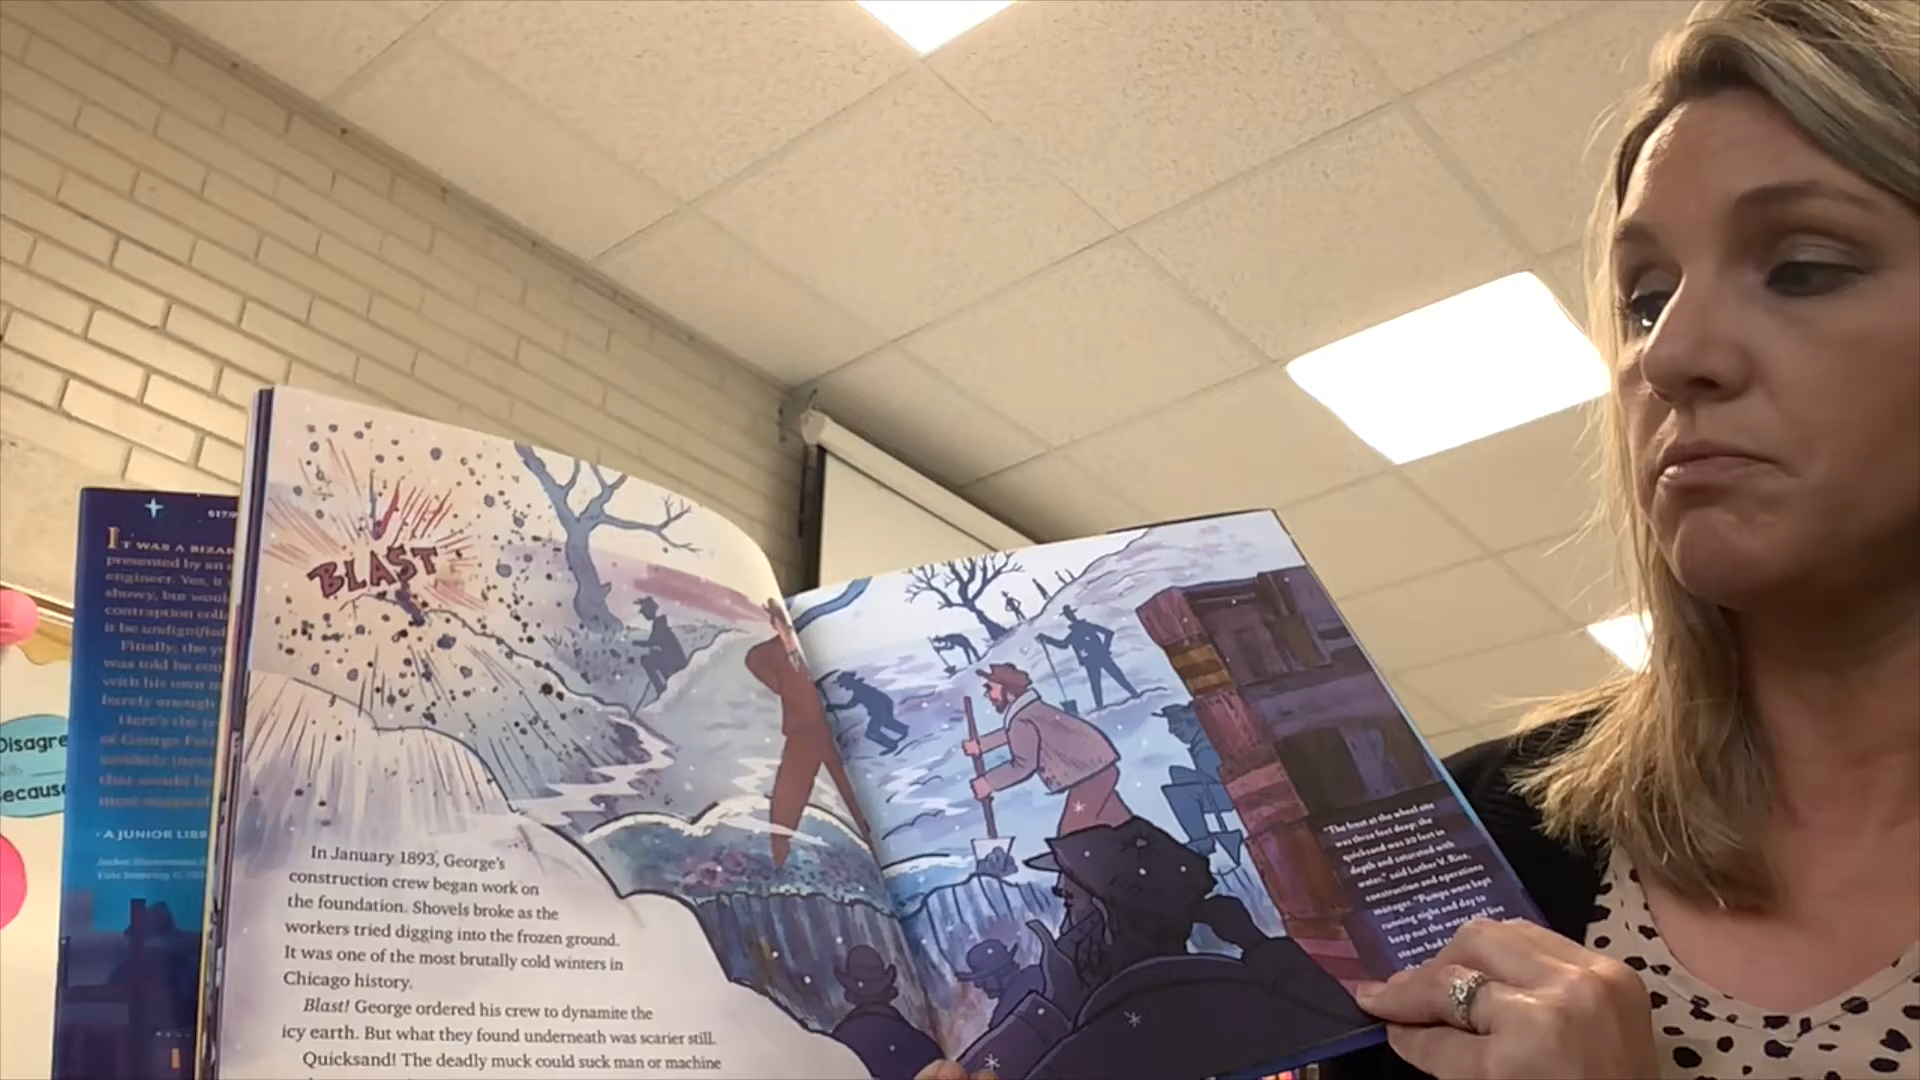 Disagre
ecause
$17.9
IT WAS A BIZAR
presented by an
engineer. Yes, it
showy, but woul
contraption coll
it be undignified
Finally, the y
was told he cou
with his own m
barely enough
Here's the
of George Fer
that would b
most magical
· A JUNIOR LIBR
BLAST
In January 1893, George's
construction crew began work on
the foundation. Shovels broke as the
workers tried digging into the frozen ground.
It was one of the most brutally cold winters in
Chicago history.
Blast! George ordered his crew to dynamite the
icy earth. But what they found underneath was scarier still.
Quicksand! The deadly muck could suck man or machine
"The frost at the wheel site
was three feet deep; the
quicksand was 20 feet in
depth and saturated with
water," said Luther V. Rice,
construction and operations
manager. "Pumps were kept
running night and day to
keep out the water and live
steam had